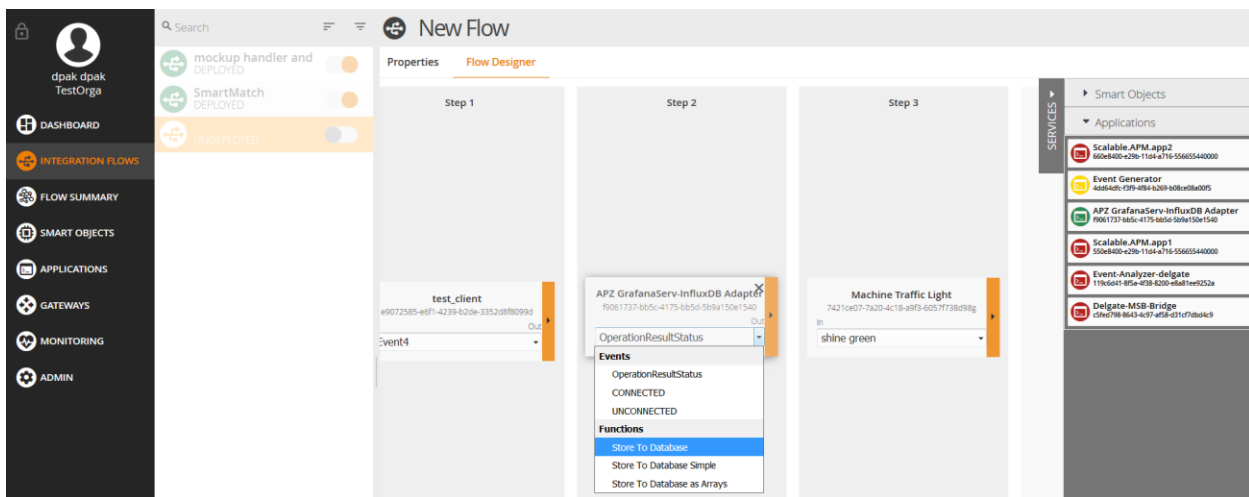 dpak dpak
TestOrga
DASHBOARD
INTEGRATION FLOWS
FLOW SUMMARY
SMART OBJECTS
APPLICATIONS
GATEWAYS
MONITORING
ADMIN
Search
mockup handler and
DEPLOYED
SmartMatch
DEPLOYED
UNDEPLOYED
New Flow
Properties Flow Designer
Step 1
test_client
e9072585-e6f1-4239-b2de-3352d8f8099d
Out
Event4
Step 2
APZ GrafanaServ-InfluxDB Adapter
f9061737-bb5c-4175-bb5d-5b9a150e1540
Out
OperationResultStatus
Events
OperationResultStatus
CONNECTED
UNCONNECTED
Functions
Store To Database
Store To Database Simple
Store To Database as Arrays
Step 3
Machine Traffic Light
7421ce07-7a20-4c18-a9f3-6057f738d98g
In
shine green
SERVICES
Smart Objects
Applications
Scalable.APM.app2
660e8400-e29b-11d4-a716-556655440000
Event Generator
4dd64dfc-f3f9-4f84-b269-b08ce08a00f5
APZ GrafanaServ-InfluxDB Adapter
f9061737-bb5c-4175-bb5d-5b9a150e1540
Scalable.APM.app1
550e8400-e29b-11d4-a716-556655440000
Event-Analyzer-delgate
119c6d41-8f5a-4f38-8200-e8a81ee9252a
Delgate-MSB-Bridge
c5fed798-8643-4c97-af58-d31cf7dbd4c9